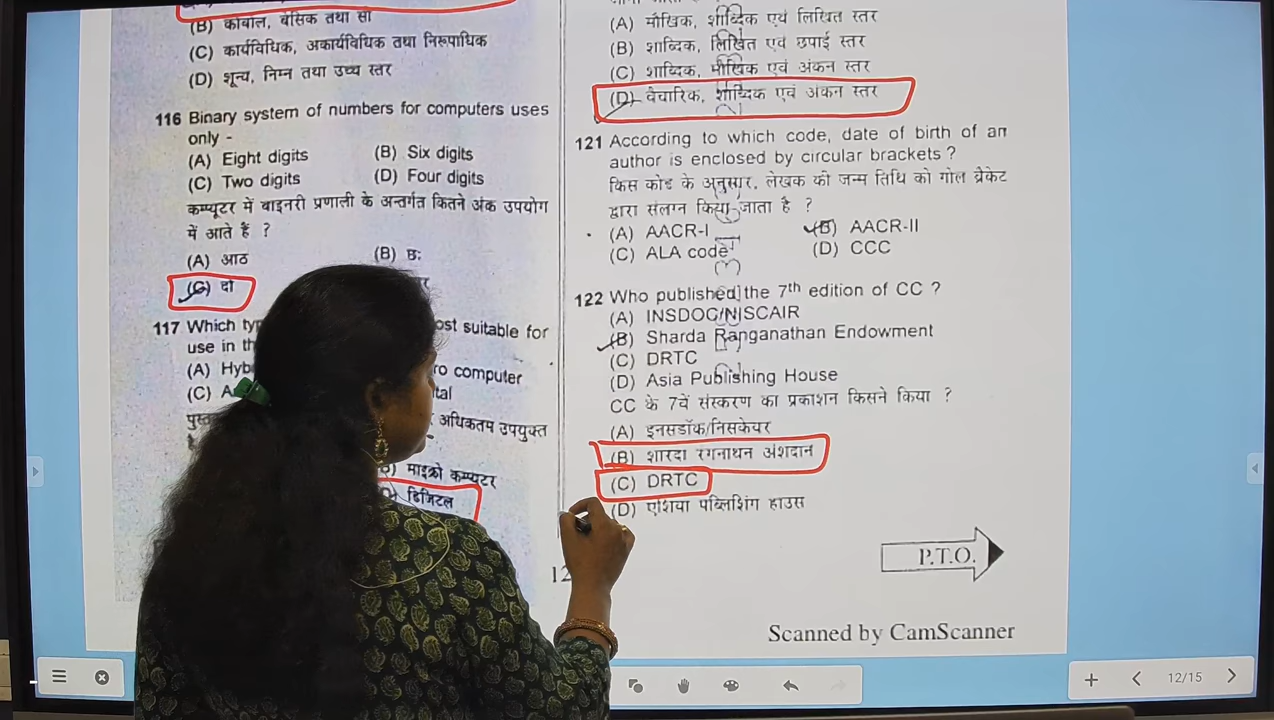 (B) कोबोल, बेसिक तथा सी
(C) कार्यविधिक, अकार्यविधिक तथा निरूपाधिक
(D) शून्य, निम्न तथा उच्च स्तर
116 Binary system of numbers for computers uses
only -
(A) Eight digits (B) Six digits
(C) Two digits (D) Four digits
कम्प्यूटर में बाइनरी प्रणाली के अन्तर्गत कितने अंक उपयोग
में आते हैं ?
(A) आठ (B) छः
(C) दो
117 Which ost suitable for
use in
(A) ro computer
(C)
अधिकतम उपयुक्त
माइक्रो कम्प्यूटर
डिजिटल
12
(A) मौखिक, शाब्दिक एवं लिखित स्तर
(B) शाब्दिक, लिखित एवं छपाई स्तर
(C) शाब्दिक, मौखिक एवं अंकन स्तर
(D) वैचारिक, शाब्दिक एवं अंकन स्तर
121 According to which code, date of birth of an
author is enclosed by circular brackets ?
किस कोड के अनुसार, लेखक की जन्म तिथि को गोल ब्रैकेट
द्वारा संलग्न किया जाता है ?
(A) AACR-I (B) AACR-II
(C) ALA code (D) CCC
122 Who published the 7th edition of CC ?
(A) INSDOC/NISCAIR
(B) Sharda Ranganathan Endowment
(C) DRTC
(D) Asia Publishing House
CC के 7वें संस्करण का प्रकाशन किसने किया ?
(A) इनसडॉक/निसकेयर
(B) शारदा रंगनाथन अंशदान
(C) DRTC
(D) एशिया पब्लिशिंग हाउस
P.T.O.
Scanned by CamScanner
12/15